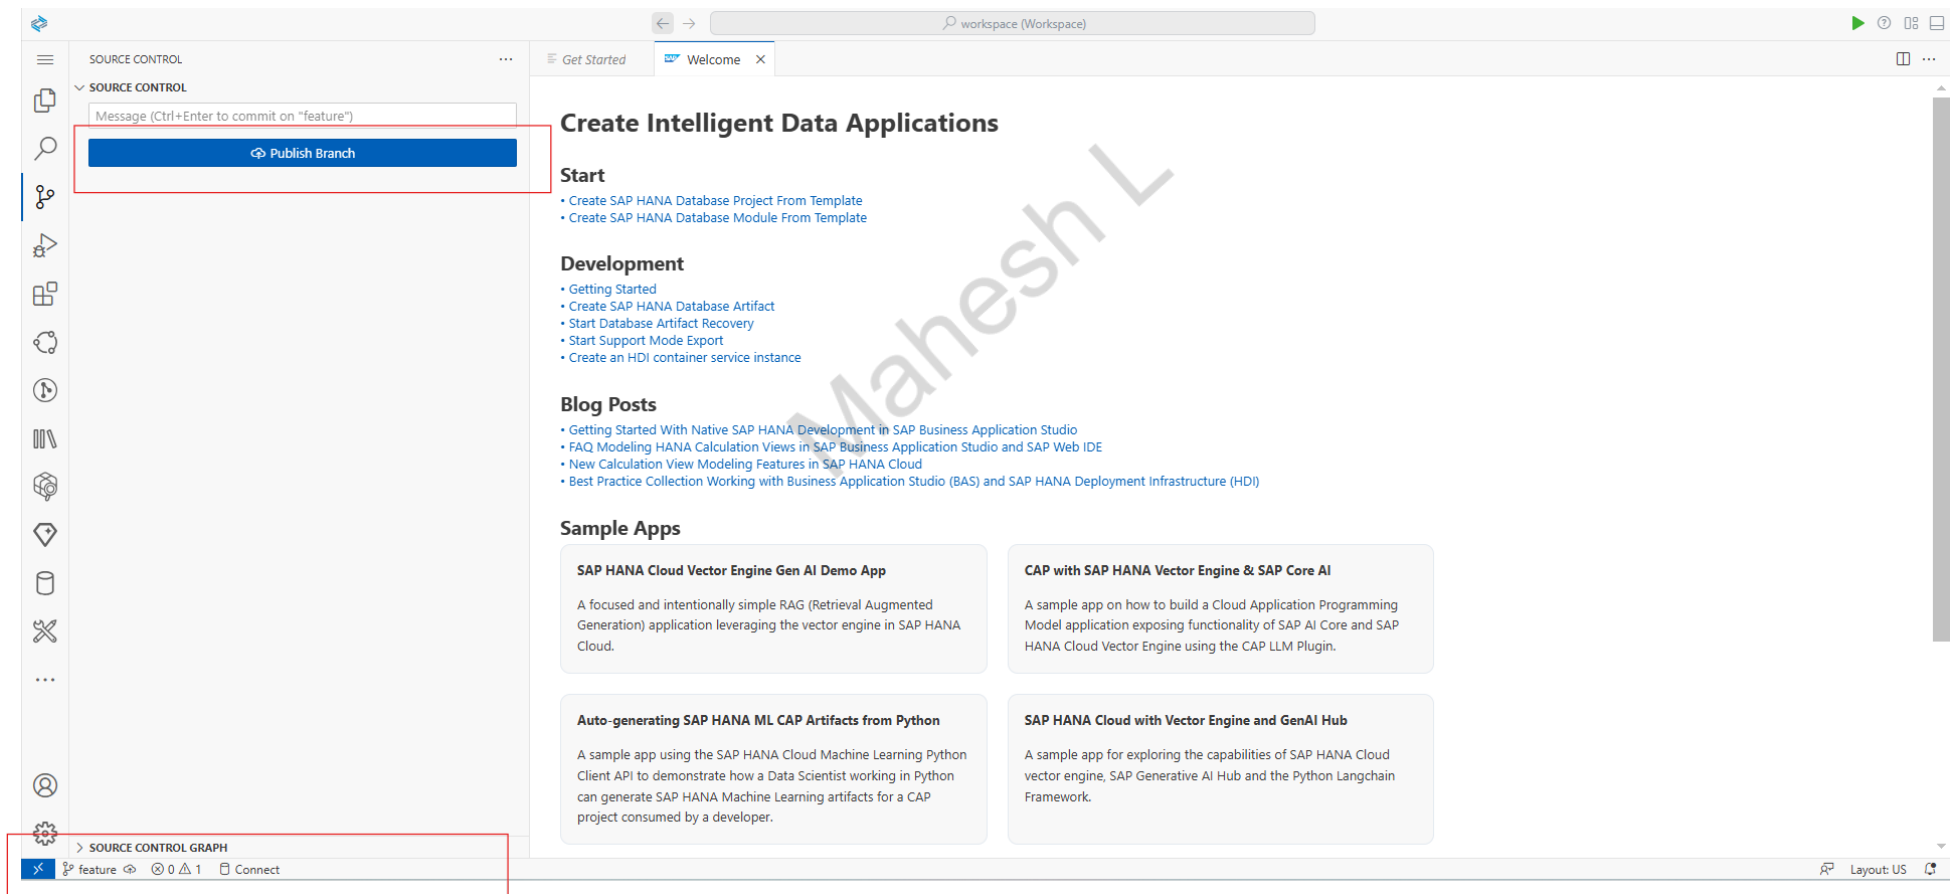 workspace (Workspace)
SOURCE CONTROL
Get Started
Welcome
SOURCE CONTROL
Message (Ctrl+Enter to commit on "feature")
Publish Branch
Create Intelligent Data Applications
Start
• Create SAP HANA Database Project From Template
• Create SAP HANA Database Module From Template
Development
• Getting Started
• Create SAP HANA Database Artifact
• Start Database Artifact Recovery
• Start Support Mode Export
• Create an HDI container service instance
Blog Posts
• Getting Started With Native SAP HANA Development in SAP Business Application Studio
• FAQ Modeling HANA Calculation Views in SAP Business Application Studio and SAP Web IDE
• New Calculation View Modeling Features in SAP HANA Cloud
• Best Practice Collection Working with Business Application Studio (BAS) and SAP HANA Deployment Infrastructure (HDI)
Sample Apps
SAP HANA Cloud Vector Engine Gen AI Demo App
A focused and intentionally simple RAG (Retrieval Augmented
Generation) application leveraging the vector engine in SAP HANA
Cloud.
CAP with SAP HANA Vector Engine & SAP Core AI
A sample app on how to build a Cloud Application Programming
Model application exposing functionality of SAP AI Core and SAP
HANA Cloud Vector Engine using the CAP LLM Plugin.
Auto-generating SAP HANA ML CAP Artifacts from Python
A sample app using the SAP HANA Cloud Machine Learning Python
Client API to demonstrate how a Data Scientist working in Python
can generate SAP HANA Machine Learning artifacts for a CAP
project consumed by a developer.
SAP HANA Cloud with Vector Engine and GenAI Hub
A sample app for exploring the capabilities of SAP HANA Cloud
vector engine, SAP Generative AI Hub and the Python Langchain
Framework.
Mahesh L
SOURCE CONTROL GRAPH
feature 0 1 Connect
Layout: US